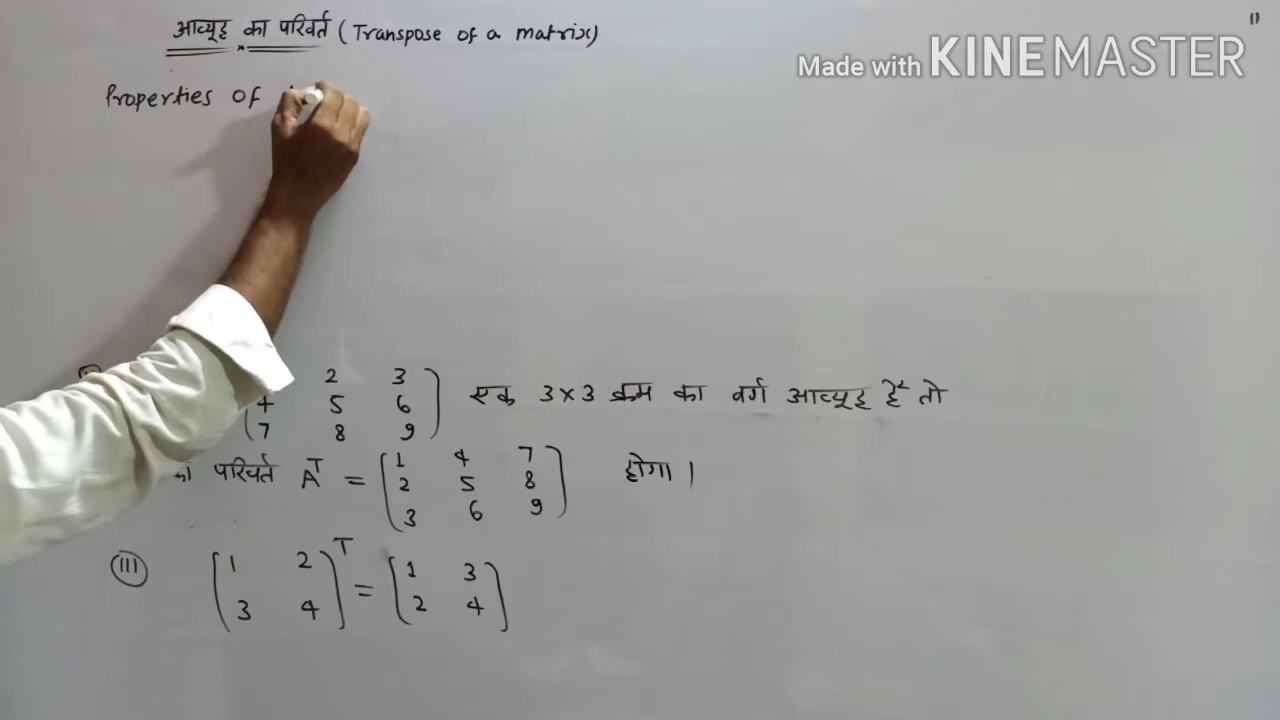 आव्यूह का परिवर्त (Transpose of a matrix)
11
Made with KINEMASTER
Properties of
2 3
4 5 6
7 8 9
एक 3×3 क्रम का वर्ग आव्यूह है तो
का परिवर्त Aᵀ = [1 4 7
2 5 8
3 6 9] होगा।
(III) [1 2
3 4]ᵀ = [1 3
2 4]